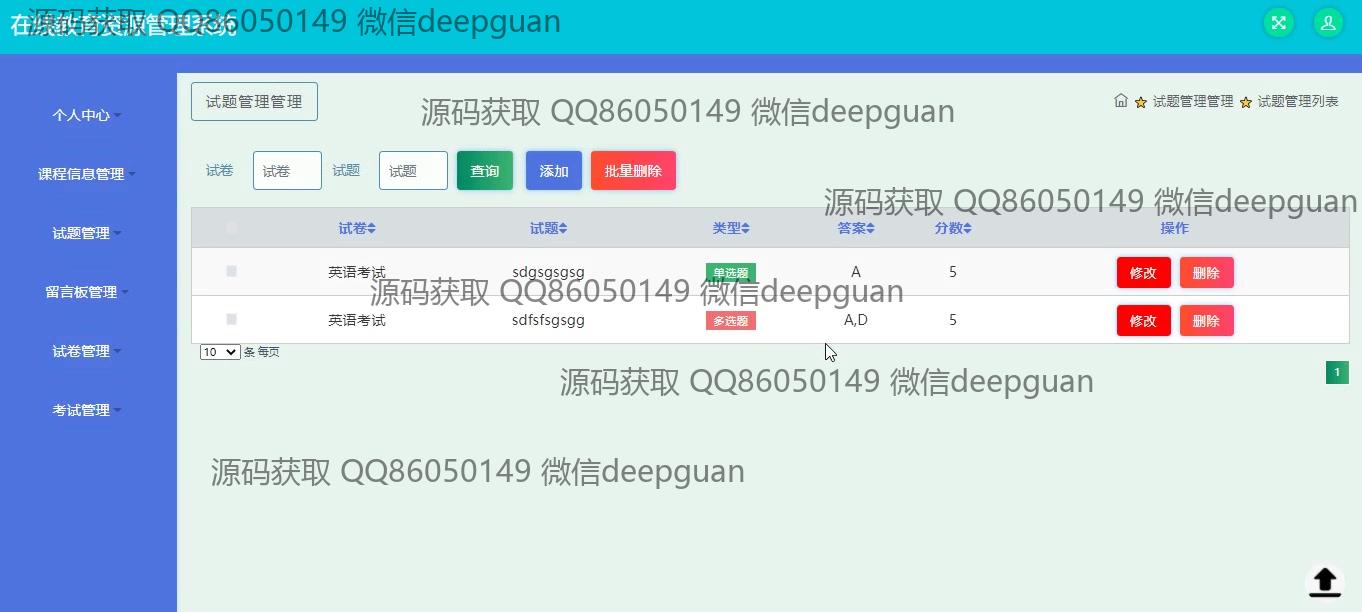 在线教育资源管理系统
源码获取 QQ86050149 微信deepguan
个人中心
课程信息管理
试题管理
留言板管理
试卷管理
考试管理
试题管理管理
源码获取 QQ86050149 微信deepguan
试题管理管理 试题管理列表
试卷 试卷 试题 试题 查询 添加 批量删除
源码获取 QQ86050149 微信deepguan
试卷 试题 类型 答案 分数 操作
英语考试 sdgsgsgsg 单选题 A 5 修改 删除
源码获取 QQ86050149 微信deepguan
英语考试 sdfsfsgsgg 多选题 A,D 5 修改 删除
10 条 每页
1
源码获取 QQ86050149 微信deepguan
源码获取 QQ86050149 微信deepguan